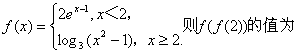 f(x) = { 2e^{x-1}, x＜2,
log_3(x^2-1), x≥2.
则f(f(2))的值为